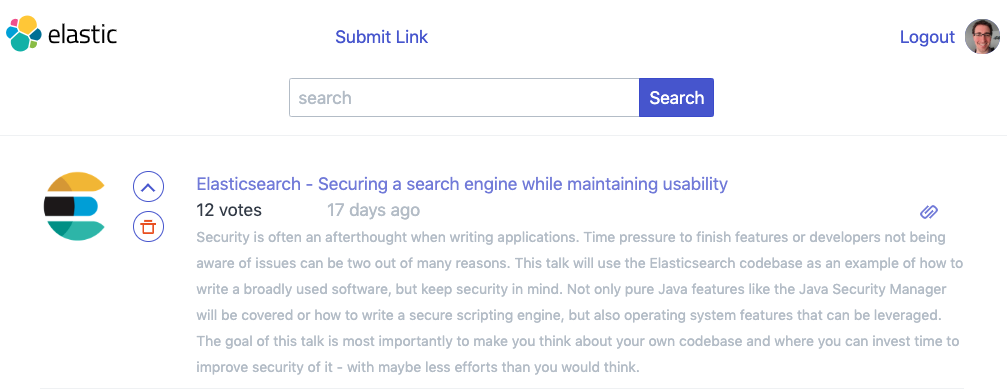 elastic
Submit Link
Logout
search
Search
Elasticsearch - Securing a search engine while maintaining usability
12 votes
17 days ago
Security is often an afterthought when writing applications. Time pressure to finish features or developers not being
aware of issues can be two out of many reasons. This talk will use the Elasticsearch codebase as an example of how to
write a broadly used software, but keep security in mind. Not only pure Java features like the Java Security Manager
will be covered or how to write a secure scripting engine, but also operating system features that can be leveraged.
The goal of this talk is most importantly to make you think about your own codebase and where you can invest time to
improve security of it - with maybe less efforts than you would think.